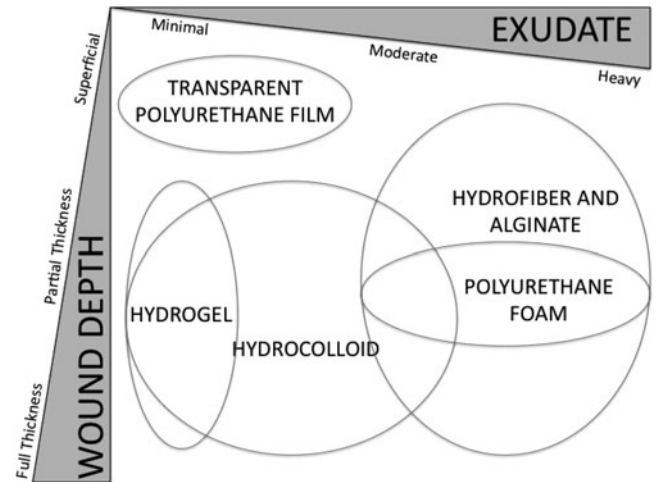 EXUDATE
Minimal
Moderate
Heavy
Superficial
Partial Thickness
Full Thickness
WOUND DEPTH
TRANSPARENT
POLYURETHANE FILM
HYDROFIBER AND
ALGINATE
POLYURETHANE
FOAM
HYDROGEL
HYDROCOLLOID